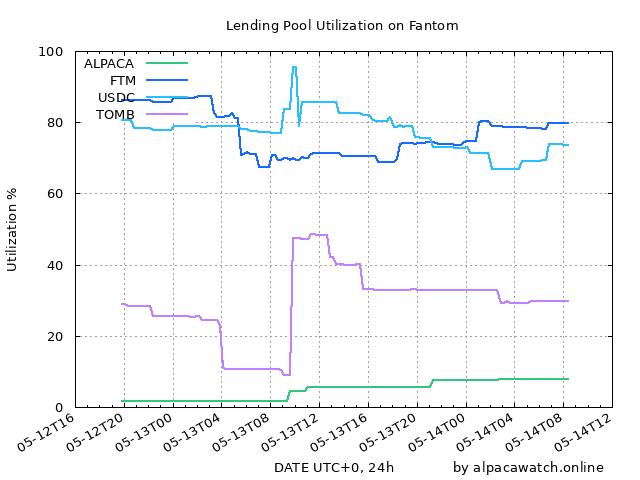 Lending Pool Utilization on Fantom
ALPACA
FTM
USDC
TOMB
Utilization %
100
80
60
40
20
0
05-12T16
05-12T20
05-13T00
05-13T04
05-13T08
05-13T12
05-13T16
05-13T20
05-14T00
05-14T04
05-14T08
05-14T12
DATE UTC+0, 24h
by alpacawatch.online